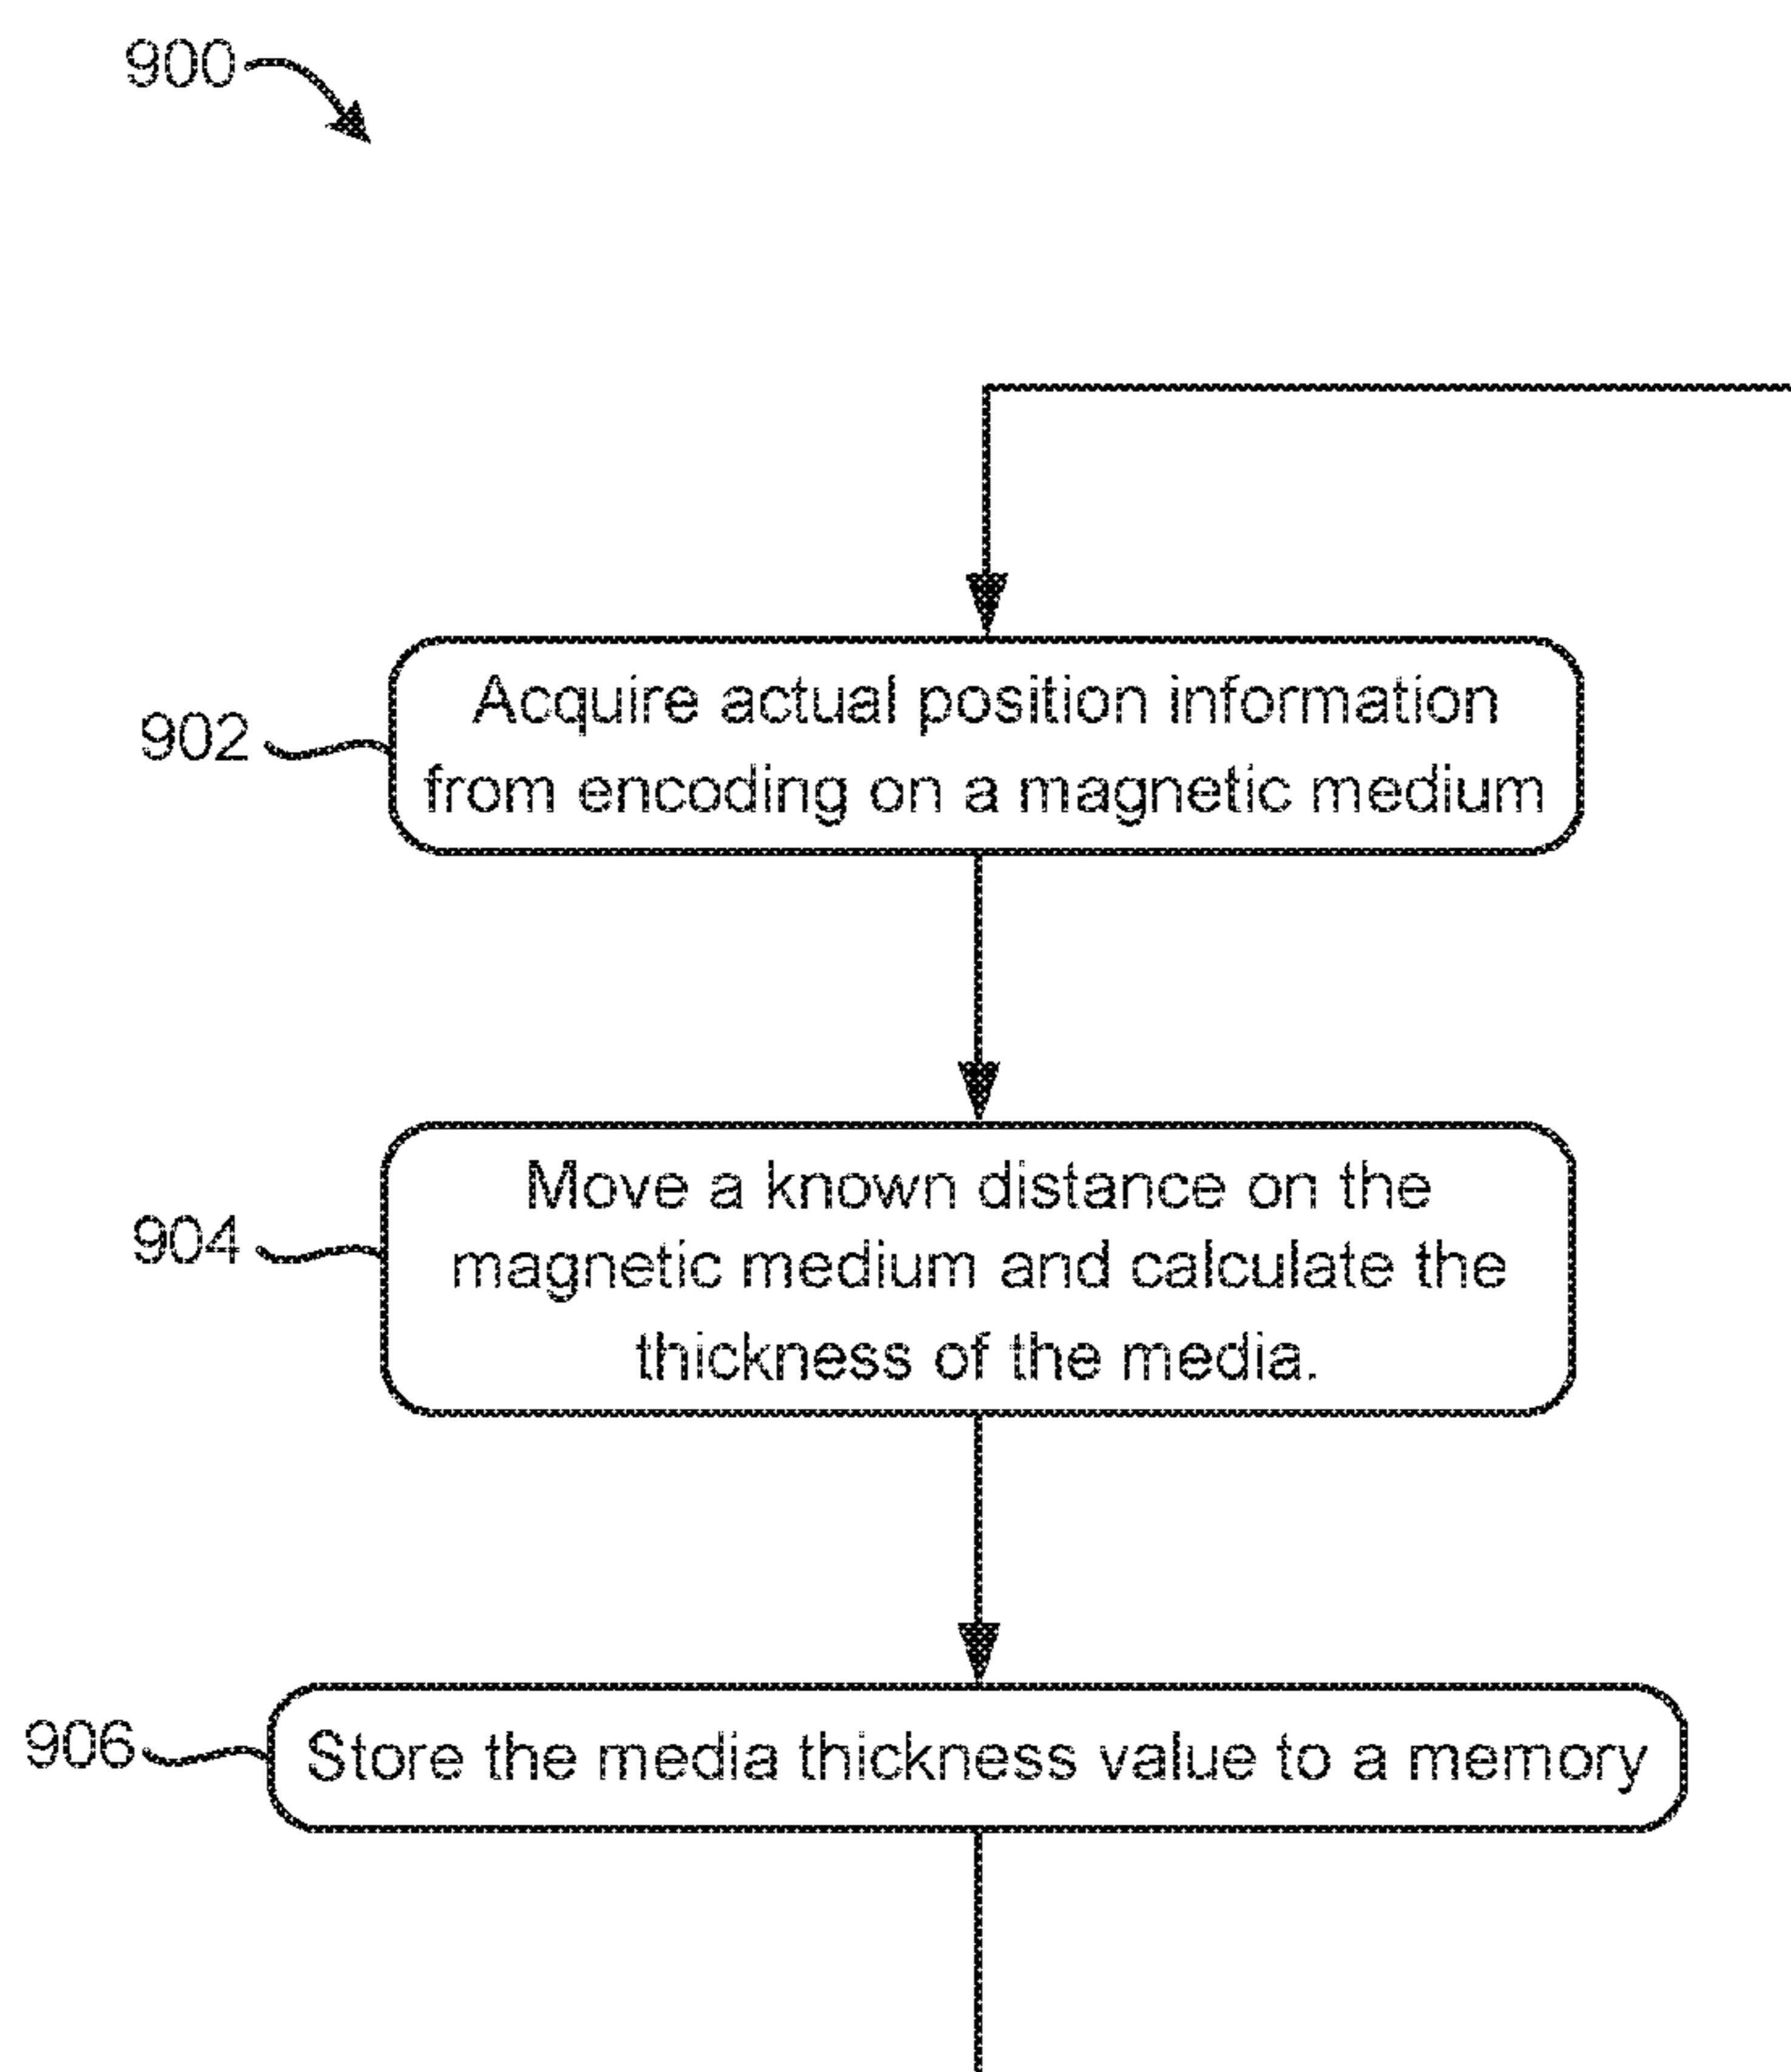 900
Acquire actual position information
902
from encoding on a magnetic medium
Move a known distance on the
904
magnetic medium and calculate the
thickness of the media.
906
Store the media thickness value to a memory